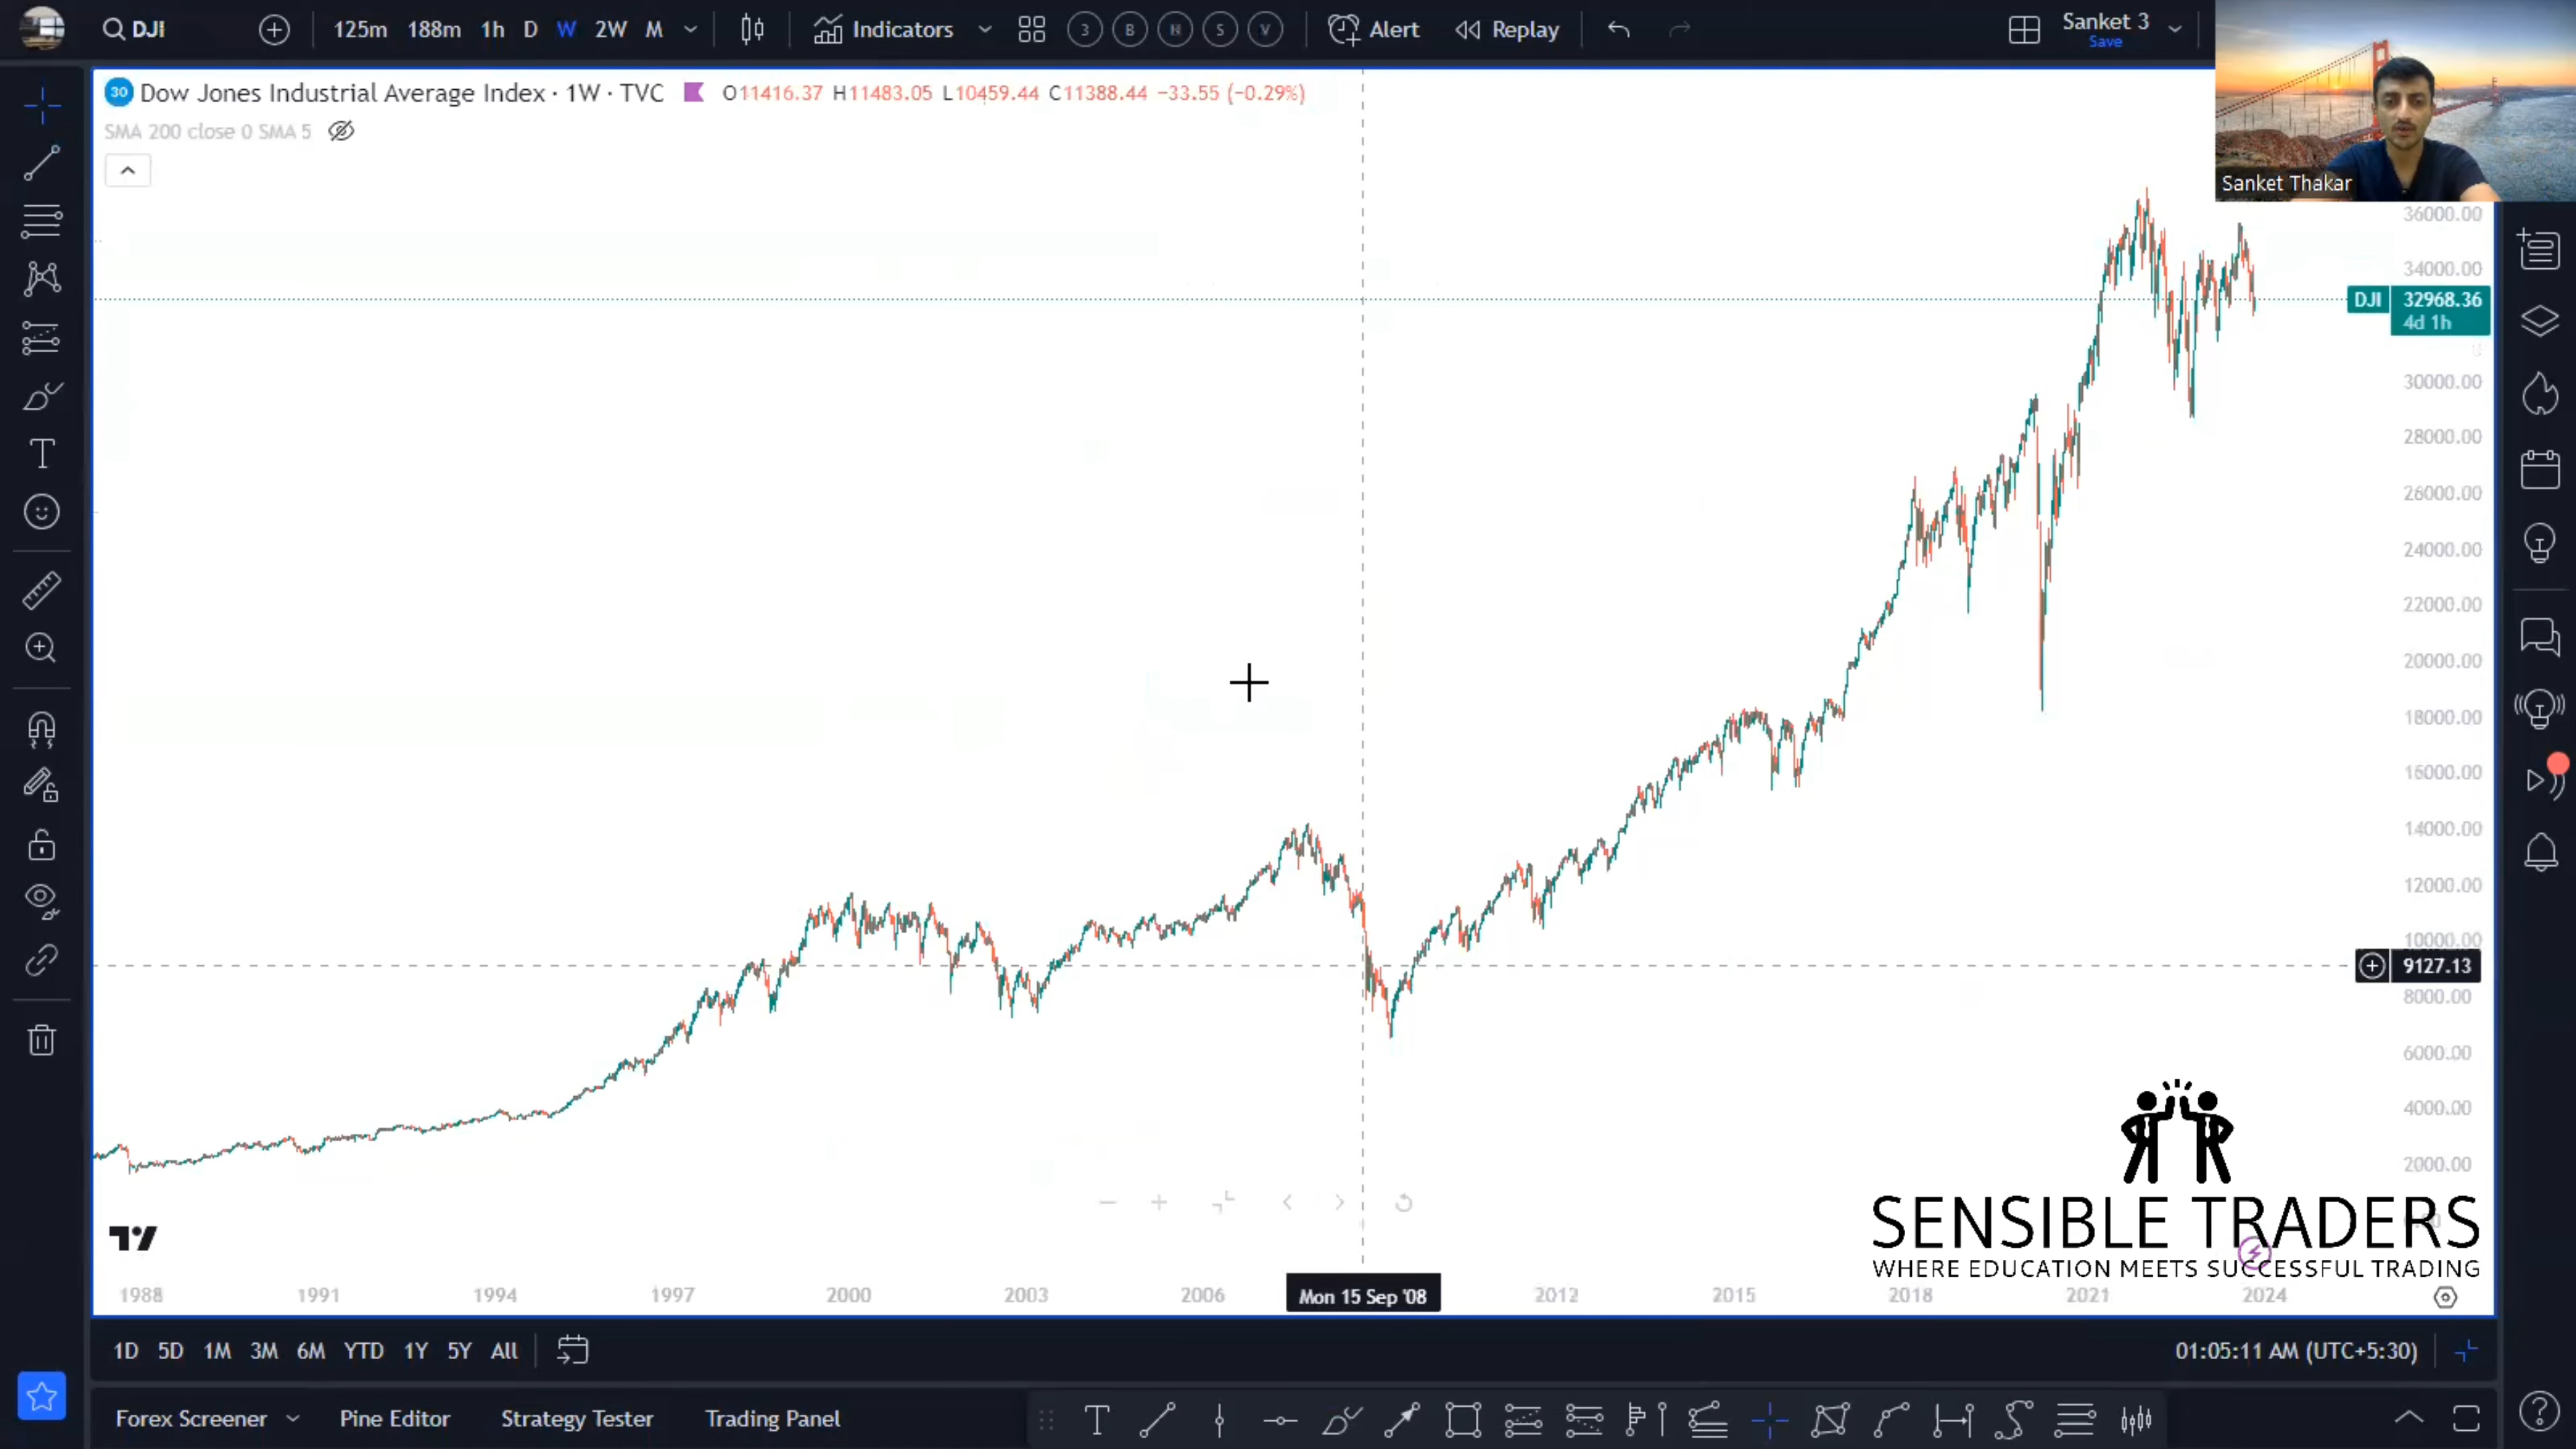 DJI
125m 188m 1h D W 2W M
Indicators
3 B N S V
Alert
Replay
Sanket 3
Save
30 Dow Jones Industrial Average Index · 1W · TVC O11416.37 H11483.05 L10459.44 C11388.44 −33.55 (−0.29%)
SMA 200 close 0 SMA 5
Sanket Thakar
36000.00
34000.00
DJI 32968.36
4d 1h
30000.00
28000.00
26000.00
24000.00
22000.00
20000.00
18000.00
16000.00
14000.00
12000.00
10000.00
9127.13
8000.00
6000.00
4000.00
2000.00
SENSIBLE TRADERS
WHERE EDUCATION MEETS SUCCESSFUL TRADING
1988 1991 1994 1997 2000 2003 2006 Mon 15 Sep '08 2012 2015 2018 2021 2024
1D 5D 1M 3M 6M YTD 1Y 5Y All
01:05:11 AM (UTC+5:30)
Forex Screener Pine Editor Strategy Tester Trading Panel